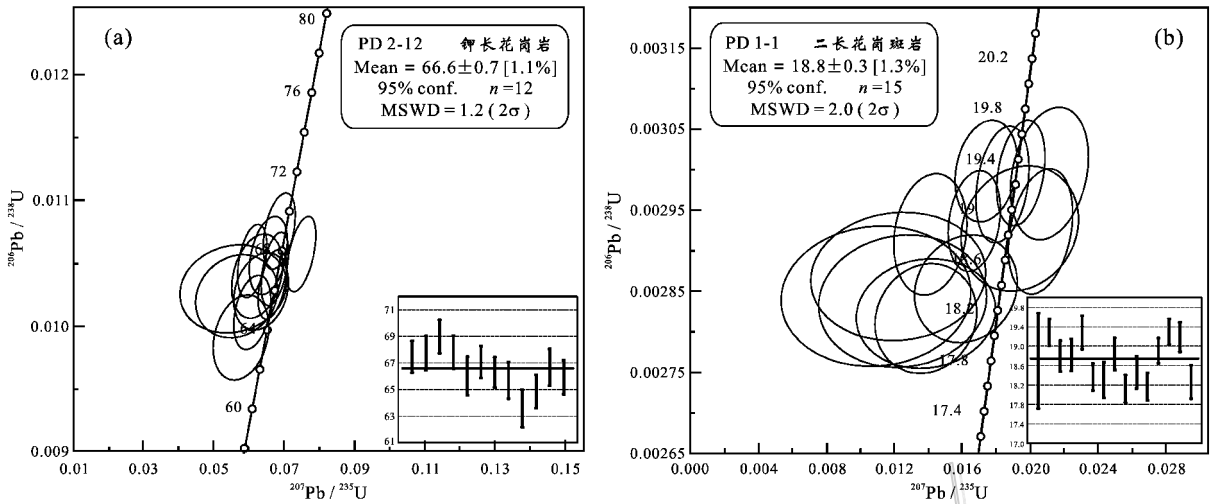 (a)
PD 2-12 钾长花岗岩
Mean = 66.6±0.7 [1.1%]
95% conf. n=12
MSWD = 1.2 ( 2σ )
80
76
72
68
64
60
0.012
0.011
0.010
0.009
²⁰⁶Pb / ²³⁸U
0.01 0.03 0.05 0.07 0.09 0.11 0.13 0.15
²⁰⁷Pb / ²³⁵U
71
69
67
65
63
61
(b)
PD 1-1 二长花岗斑岩
Mean = 18.8±0.3 [1.3%]
95% conf. n=15
MSWD = 2.0 ( 2σ )
20.2
19.8
19.4
19
18.6
18.2
17.8
17.4
0.00315
0.00305
0.00295
0.00285
0.00275
0.00265
²⁰⁶Pb / ²³⁸U
0.000 0.004 0.008 0.012 0.016 0.020 0.024 0.028
²⁰⁷Pb / ²³⁵U
19.8
19.4
19.0
18.6
18.2
17.8
17.4
17.0